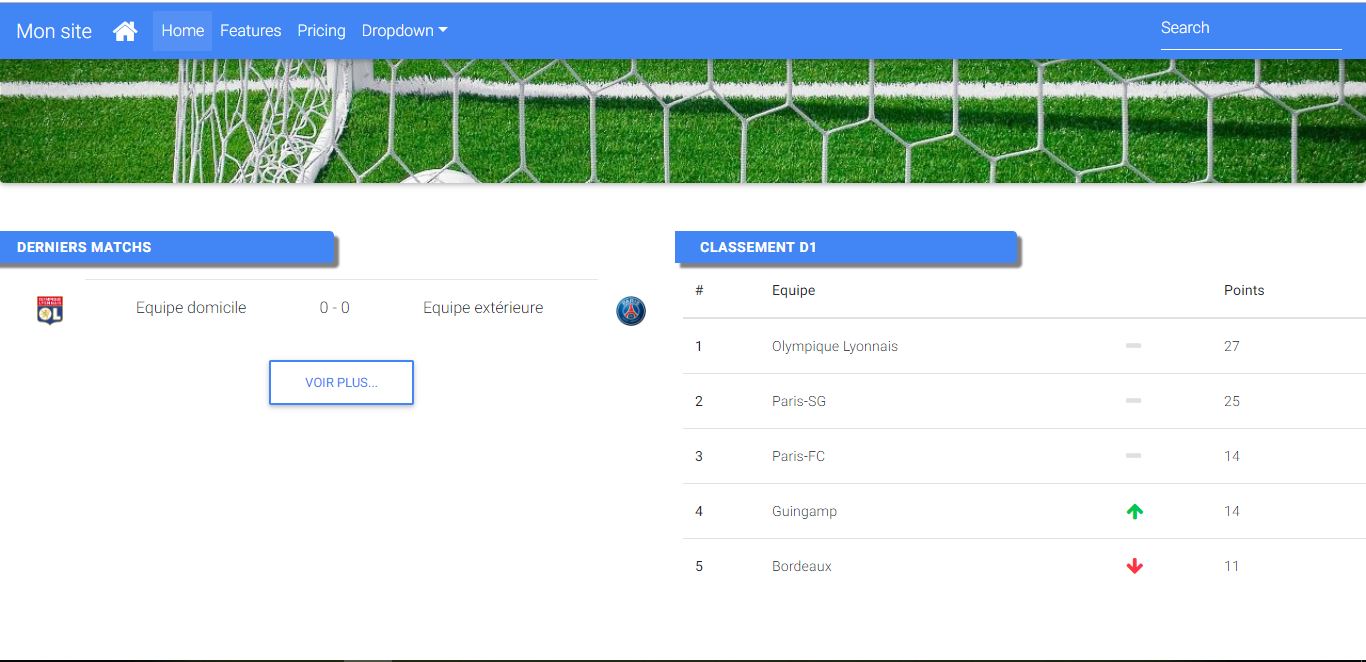 Mon site Home Features Pricing Dropdown Search
DERNIERS MATCHS
OL Equipe domicile 0 - 0 Equipe extérieure PARIS
VOIR PLUS...
CLASSEMENT D1
# Equipe Points
1 Olympique Lyonnais 27
2 Paris-SG 25
3 Paris-FC 14
4 Guingamp 14
5 Bordeaux 11